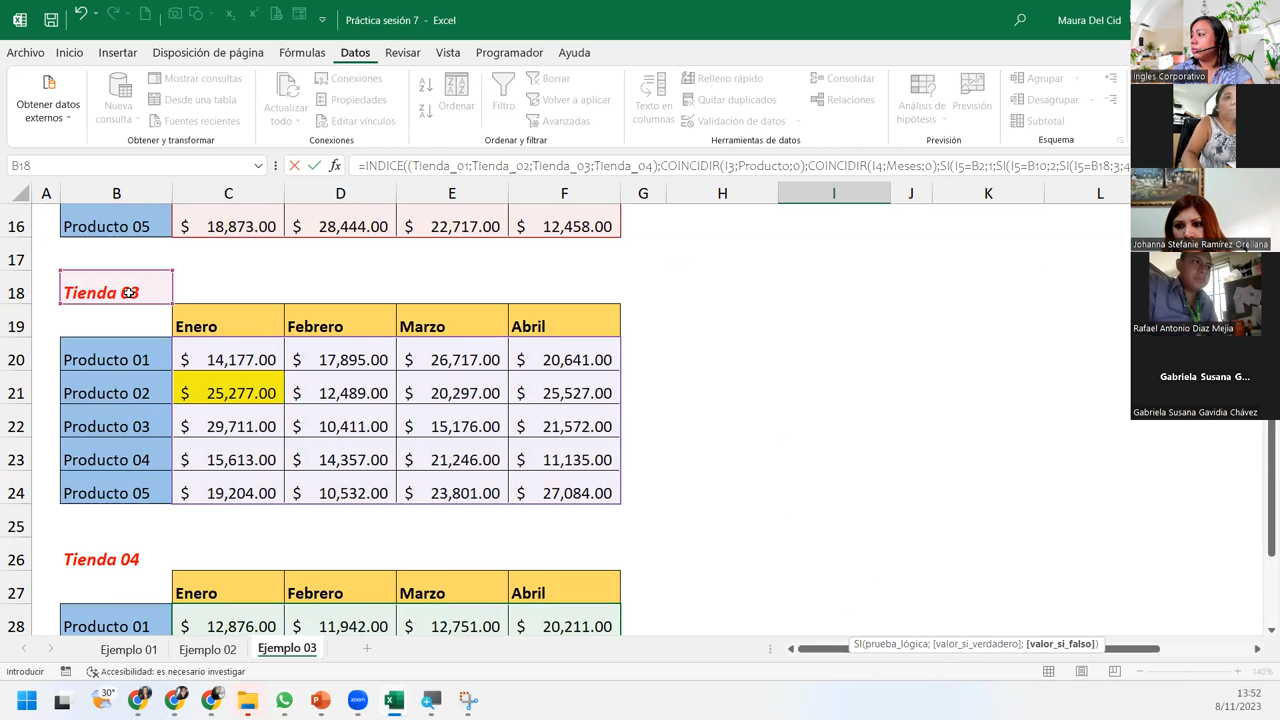 Práctica sesión 7 - Excel
Maura Del Cid
Archivo Inicio Insertar Disposición de página Fórmulas Datos Revisar Vista Programador Ayuda
Obtener datos externos
Nueva consulta
Mostrar consultas
Desde una tabla
Fuentes recientes
Obtener y transformar
Actualizar todo
Conexiones
Propiedades
Editar vínculos
Conexiones
Ordenar
Filtro
Borrar
Volver a aplicar
Avanzadas
Ordenar y filtrar
Texto en columnas
Relleno rápido
Quitar duplicados
Validación de datos
Consolidar
Relaciones
Herramientas de datos
Análisis de hipótesis
Previsión
Previsión
Agrupar
Desagrupar
Subtotal
Esquema
B18 fx =INDICE((Tienda_01;Tienda_02;Tienda_03;Tienda_04);COINCIDIR(I3;Producto;0);COINCIDIR(I4;Meses;0);SI(I5=B2;1;SI(I5=B10;2;SI(I5=B18;3;4
A B C D E F G H I J K L
16 Producto 05 $ 18,873.00 $ 28,444.00 $ 22,717.00 $ 12,458.00
17
18 Tienda 03
19 Enero Febrero Marzo Abril
20 Producto 01 $ 14,177.00 $ 17,895.00 $ 26,717.00 $ 20,641.00
21 Producto 02 $ 25,277.00 $ 12,489.00 $ 20,297.00 $ 25,527.00
22 Producto 03 $ 29,711.00 $ 10,411.00 $ 15,176.00 $ 21,572.00
23 Producto 04 $ 15,613.00 $ 14,357.00 $ 21,246.00 $ 11,135.00
24 Producto 05 $ 19,204.00 $ 10,532.00 $ 23,801.00 $ 27,084.00
25
26 Tienda 04
27 Enero Febrero Marzo Abril
28 Producto 01 $ 12,876.00 $ 11,942.00 $ 12,751.00 $ 20,211.00
Ejemplo 01 Ejemplo 02 Ejemplo 03
SI(prueba_lógica; [valor_si_verdadero]; [valor_si_falso])
Introducir Accesibilidad: es necesario investigar 140%
30°
zoom
13:52
8/11/2023
Ingles Corporativo
Johanna Stefanie Ramírez Orellana
Rafael Antonio Diaz Mejia
Gabriela Susana G...
Gabriela Susana Gavidia Chávez